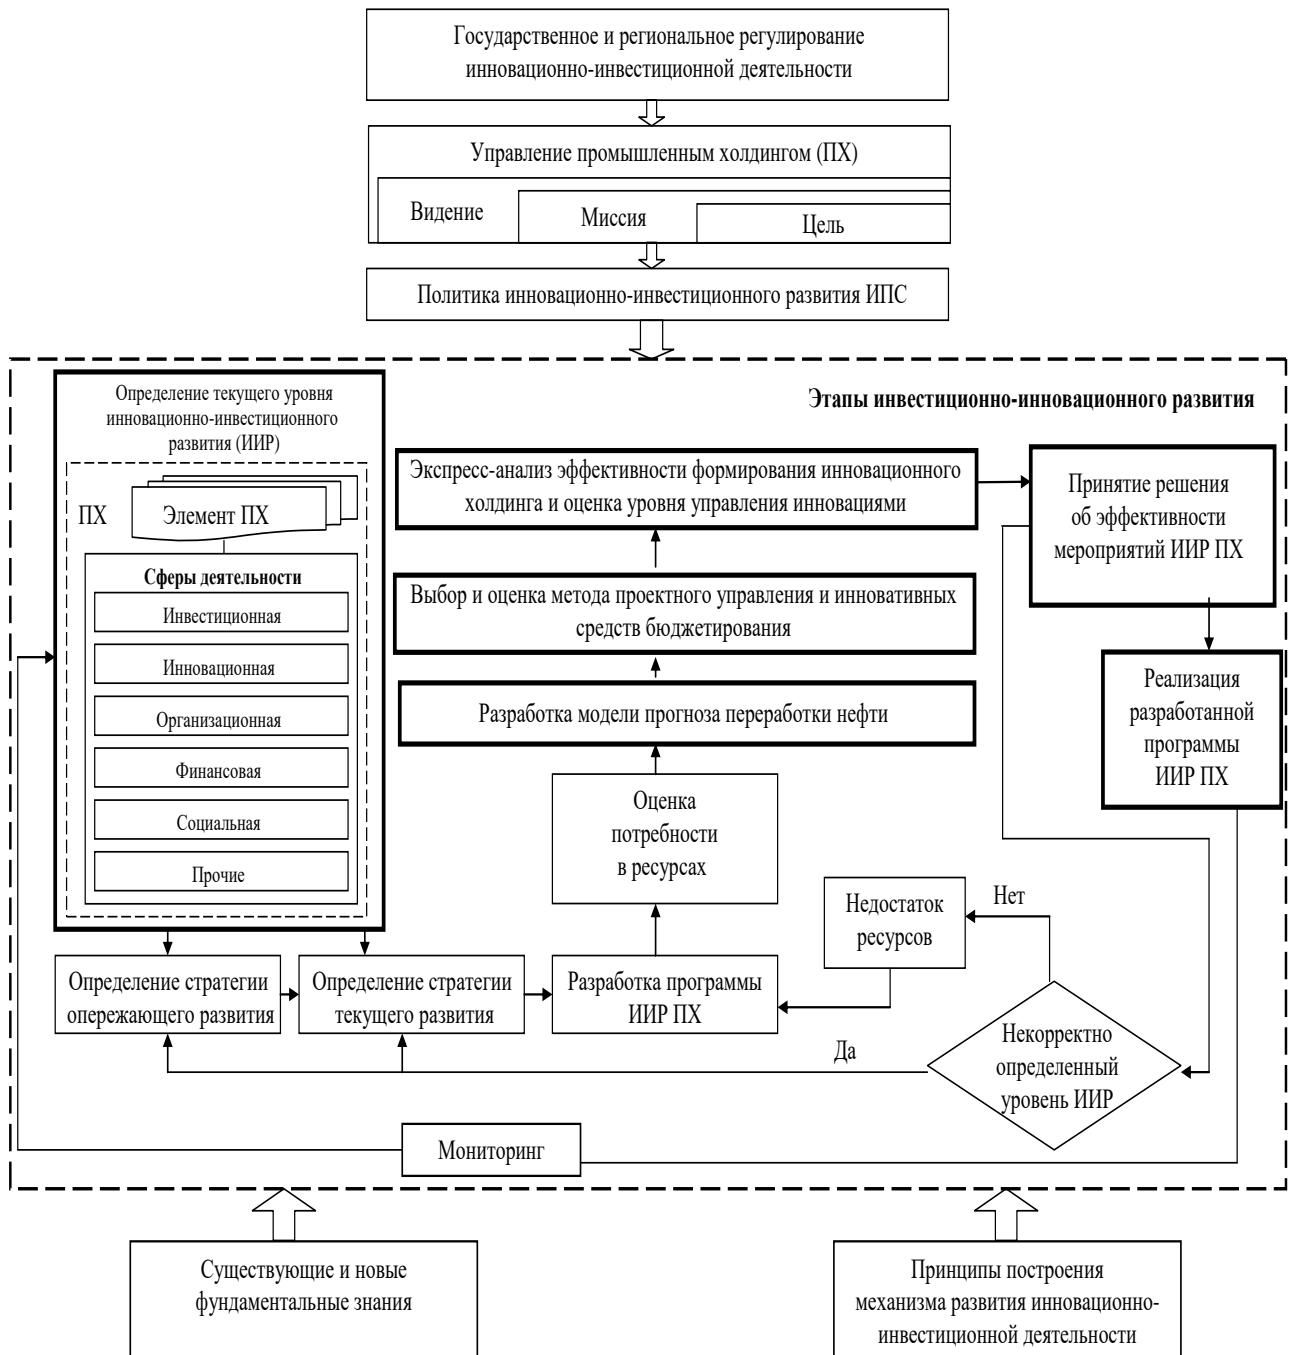 Государственное и региональное регулирование
инновационно-инвестиционной деятельности
Управление промышленным холдингом (ПХ)
Видение
Миссия
Цель
Политика инновационно-инвестиционного развития ИПС
Этапы инвестиционно-инновационного развития
Определение текущего уровня
инновационно-инвестиционного
развития (ИИР)
ПХ
Элемент ПХ
Сферы деятельности
Инвестиционная
Инновационная
Организационная
Финансовая
Социальная
Прочие
Экспресс-анализ эффективности формирования инновационного
холдинга и оценка уровня управления инновациями
Принятие решения
об эффективности
мероприятий ИИР ПХ
Выбор и оценка метода проектного управления и инновативных
средств бюджетирования
Разработка модели прогноза переработки нефти
Реализация
разработанной
программы
ИИР ПХ
Оценка
потребности
в ресурсах
Недостаток
ресурсов
Нет
Определение стратегии
опережающего развития
Определение стратегии
текущего развития
Разработка программы
ИИР ПХ
Да
Некорректно
определенный
уровень ИИР
Мониторинг
Существующие и новые
фундаментальные знания
Принципы построения
механизма развития инновационно-
инвестиционной деятельности